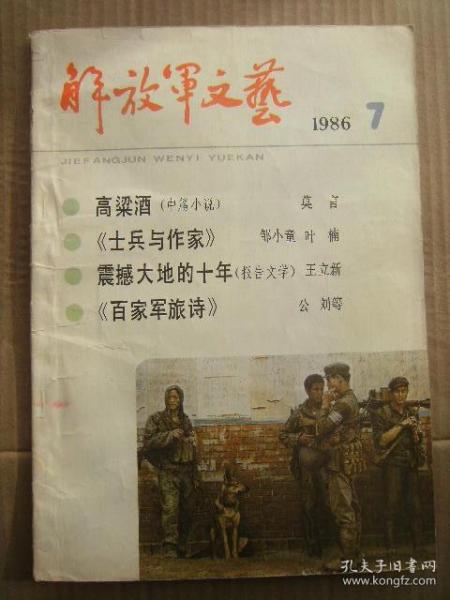 解放军文艺
1986 7
JIEFANGJUN WENYI YUEKAN
高粱酒(中篇小说) 莫言
《士兵与作家》 邹小童 叶楠
震撼大地的十年(报告文学) 王立新
《百家军旅诗》 公刘等
孔夫子旧书网
www.kongfz.com